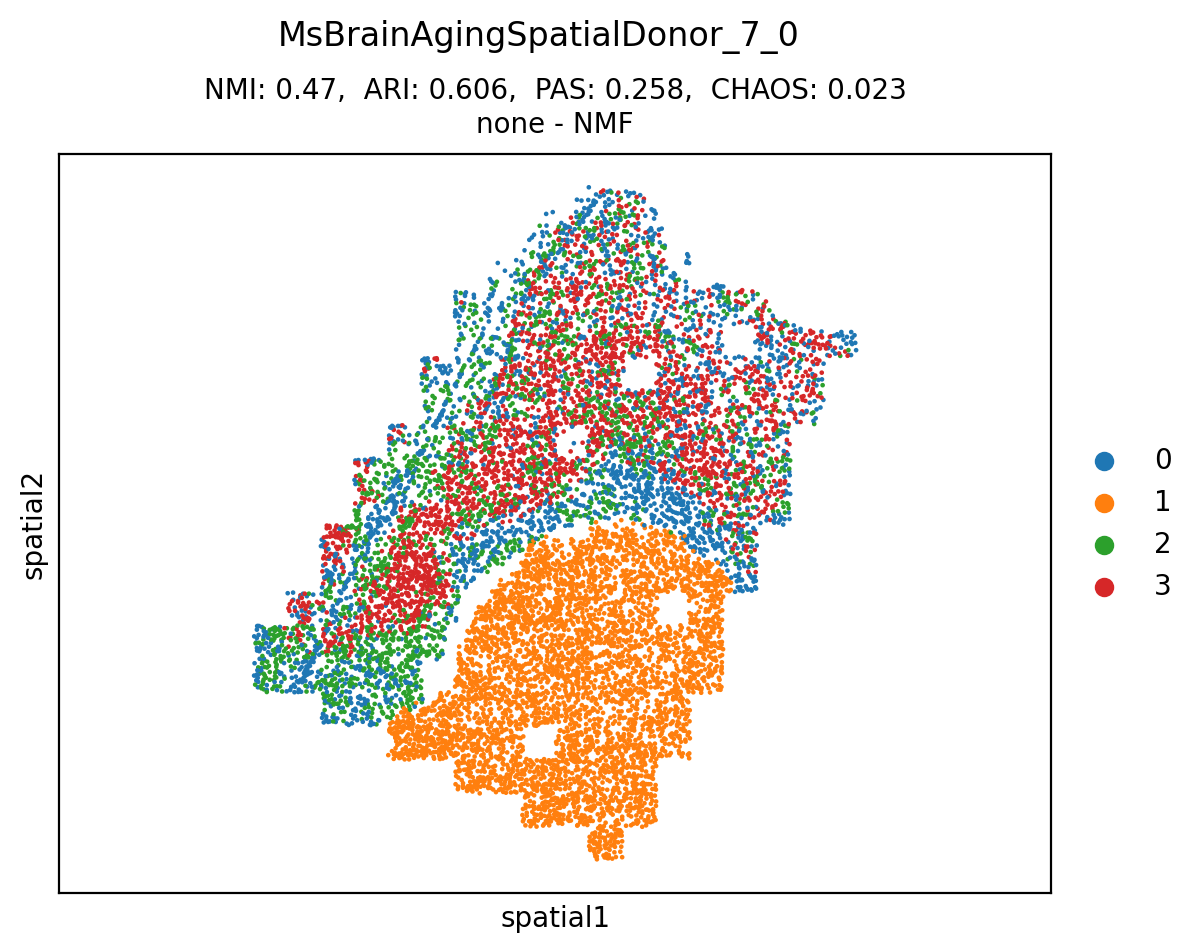 MsBrainAgingSpatialDonor_7_0
NMI: 0.47, ARI: 0.606, PAS: 0.258, CHAOS: 0.023
none - NMF
spatial2
0
1
2
3
spatial1